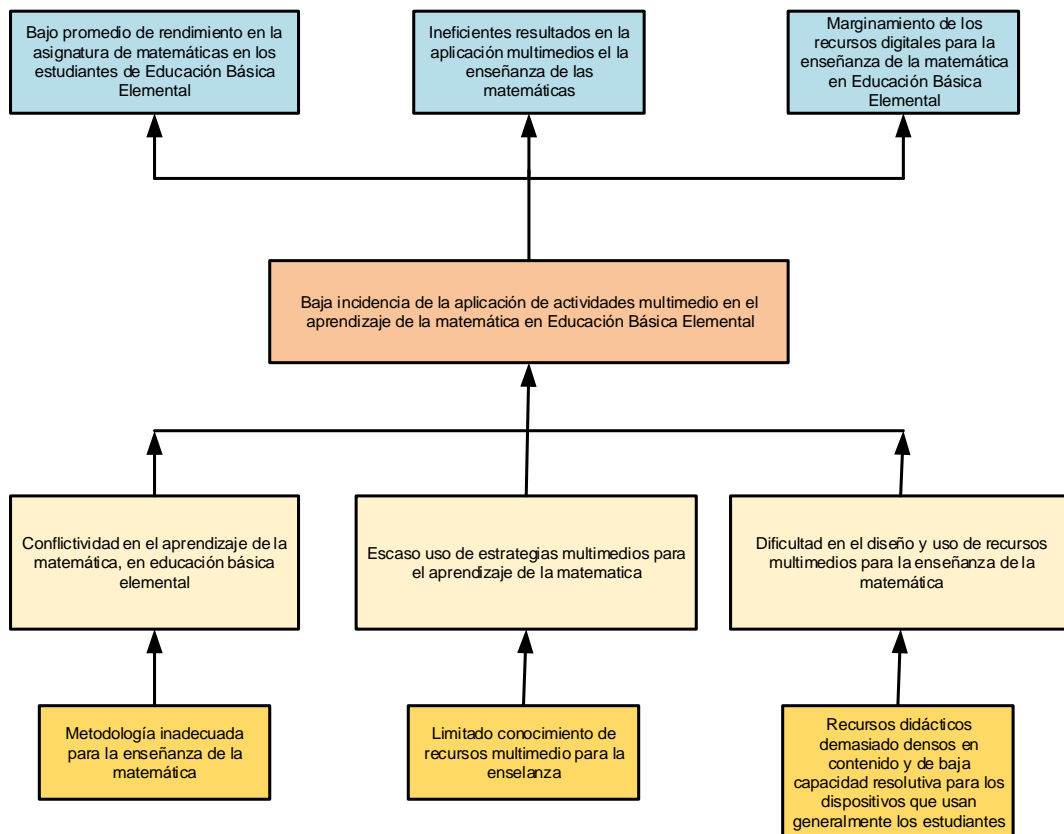 Bajo promedio de rendimiento en la
asignatura de matemáticas en los
estudiantes de Educación Básica
Elemental
Ineficientes resultados en la
aplicación multimedios el la
enseñanza de las
matemáticas
Marginamiento de los
recursos digitales para la
enseñanza de la matemática
en Educación Básica
Elemental
Baja incidencia de la aplicación de actividades multimedio en el
aprendizaje de la matemática en Educación Básica Elemental
Conflictividad en el aprendizaje de la
matemática, en educación básica
elemental
Escaso uso de estrategias multimedios para
el aprendizaje de la matematica
Dificultad en el diseño y uso de recursos
multimedios para la enseñanza de la
matemática
Metodología inadecuada
para la enseñanza de la
matemática
Limitado conocimiento de
recursos multimedio para la
enselanza
Recursos didácticos
demasiado densos en
contenido y de baja
capacidad resolutiva para los
dispositivos que usan
generalmente los estudiantes